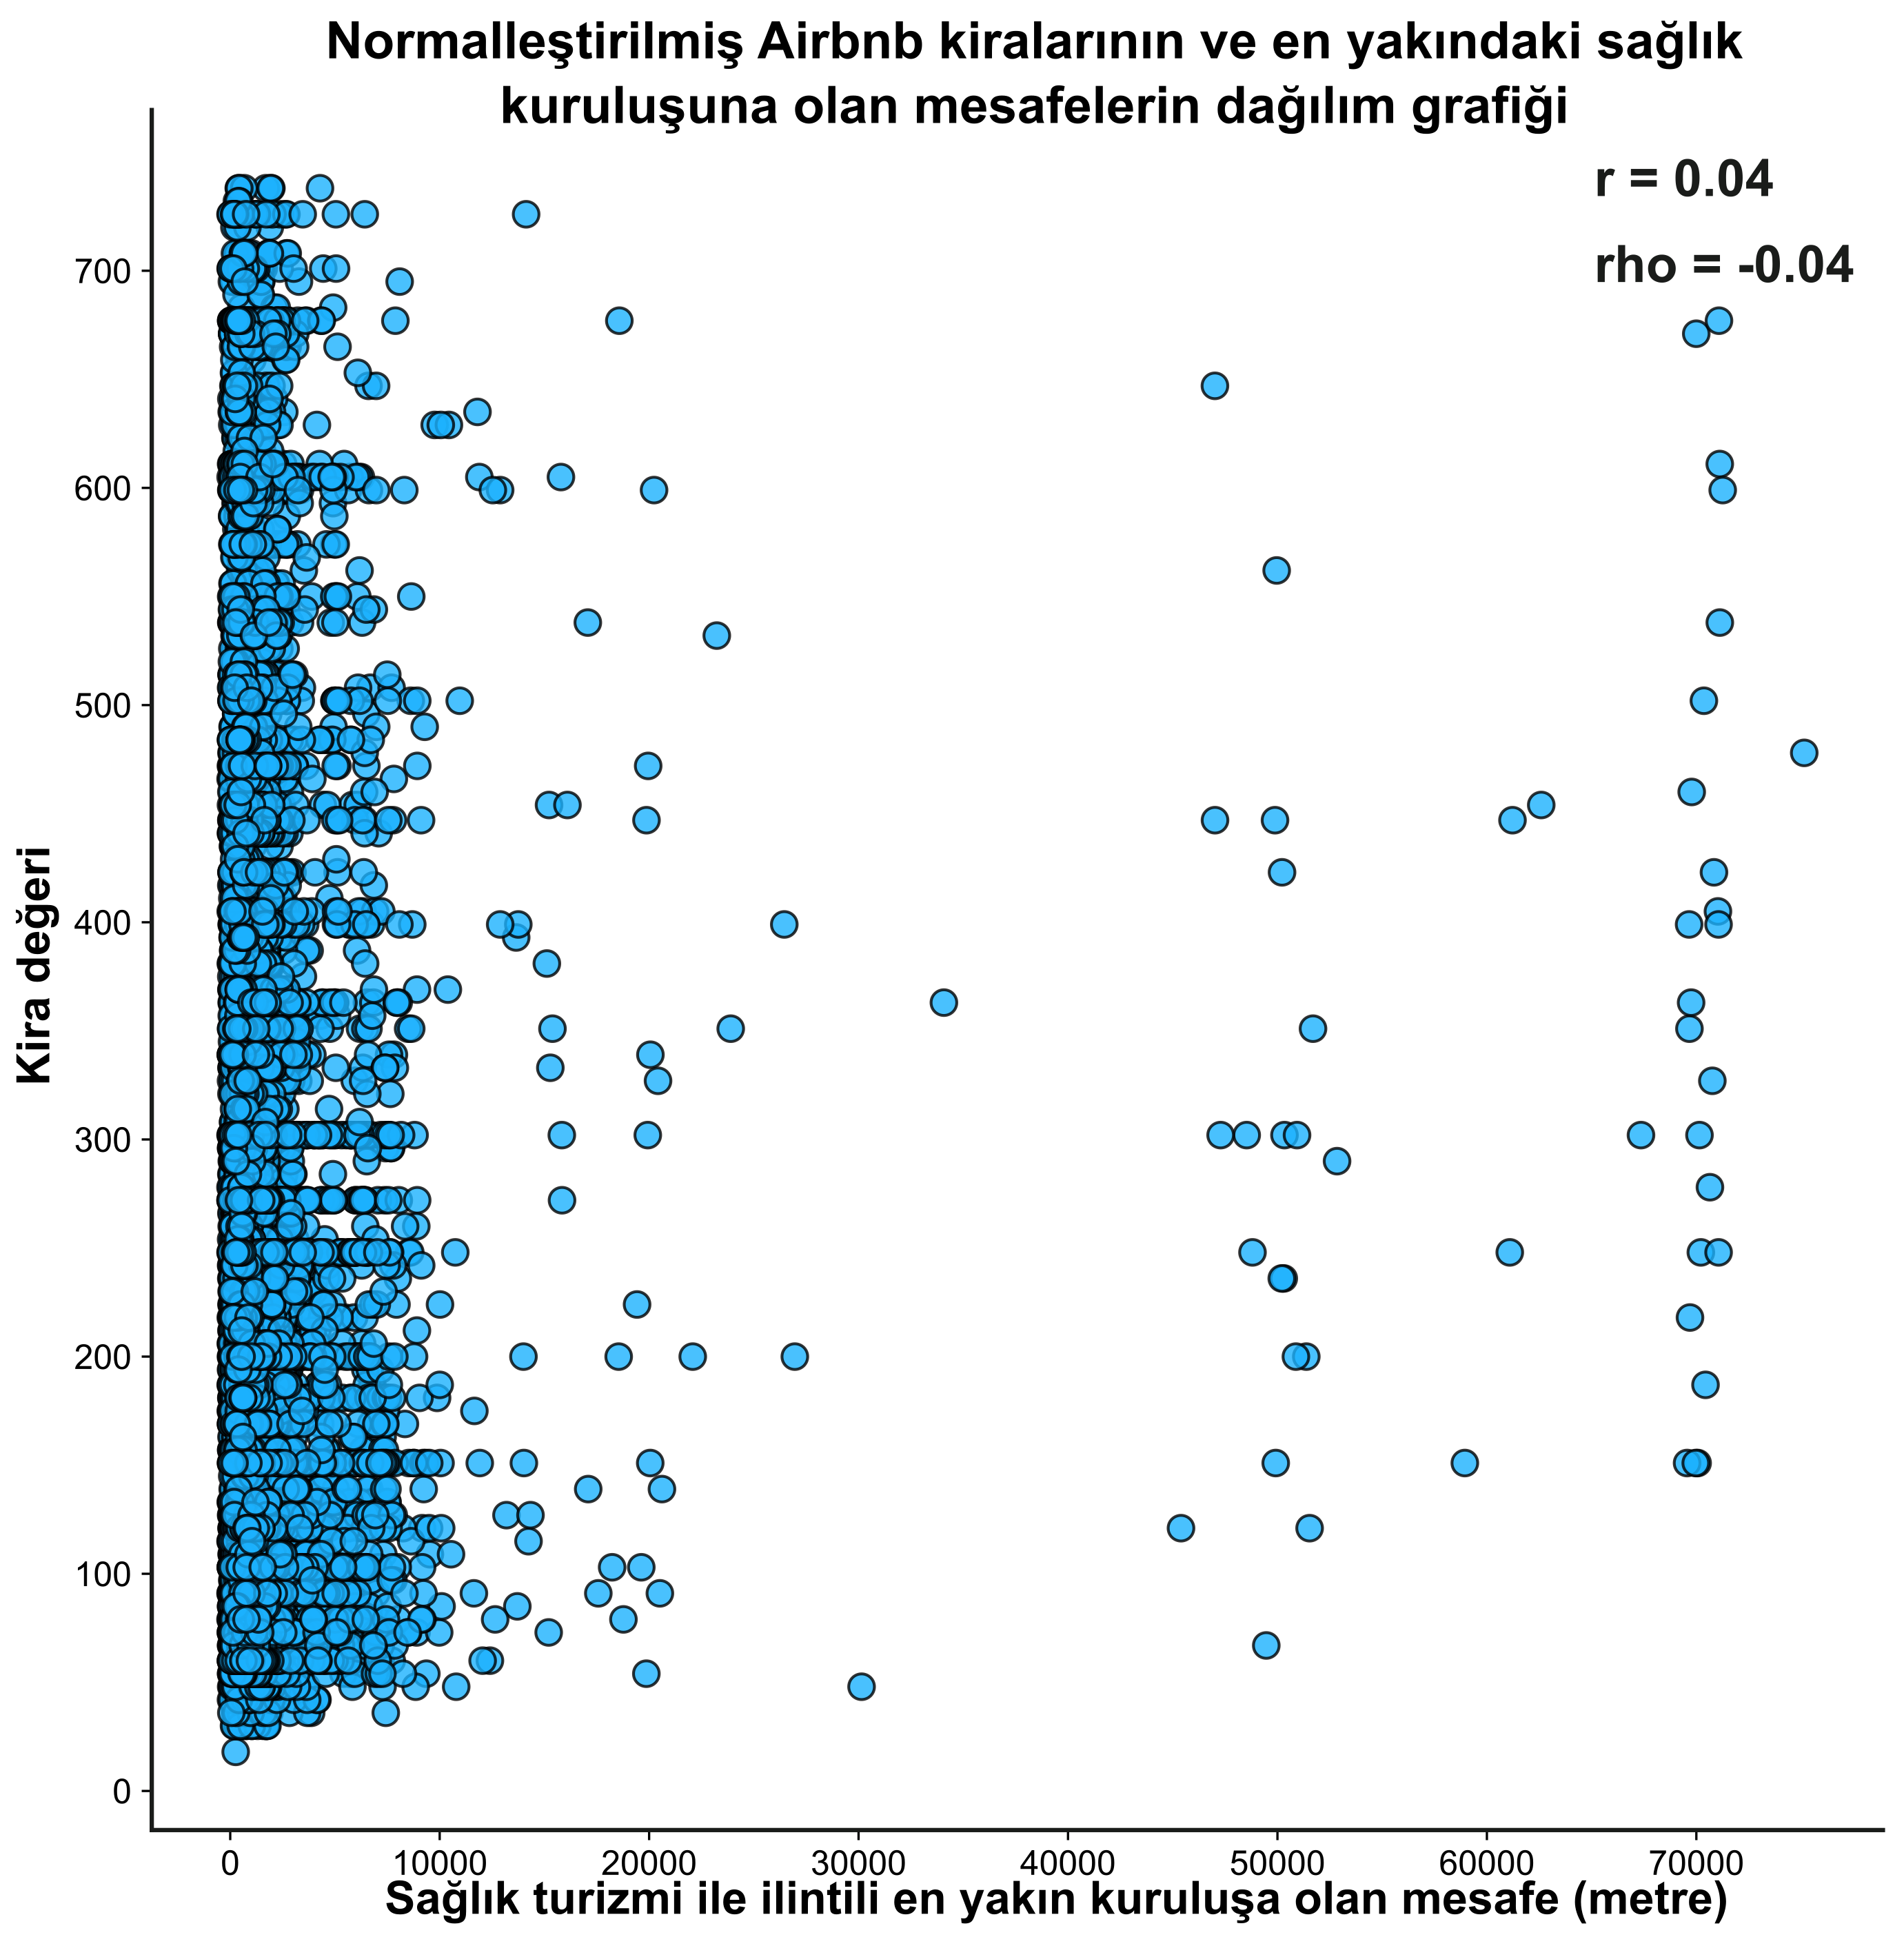 Normalleştirilmiş Airbnb kiralarının ve en yakındaki sağlık
kuruluşuna olan mesafelerin dağılım grafiği
r = 0.04
rho = -0.04
Kira değeri
700
600
500
400
300
200
100
0
0 10000 20000 30000 40000 50000 60000 70000
Sağlık turizmi ile ilintili en yakın kuruluşa olan mesafe (metre)